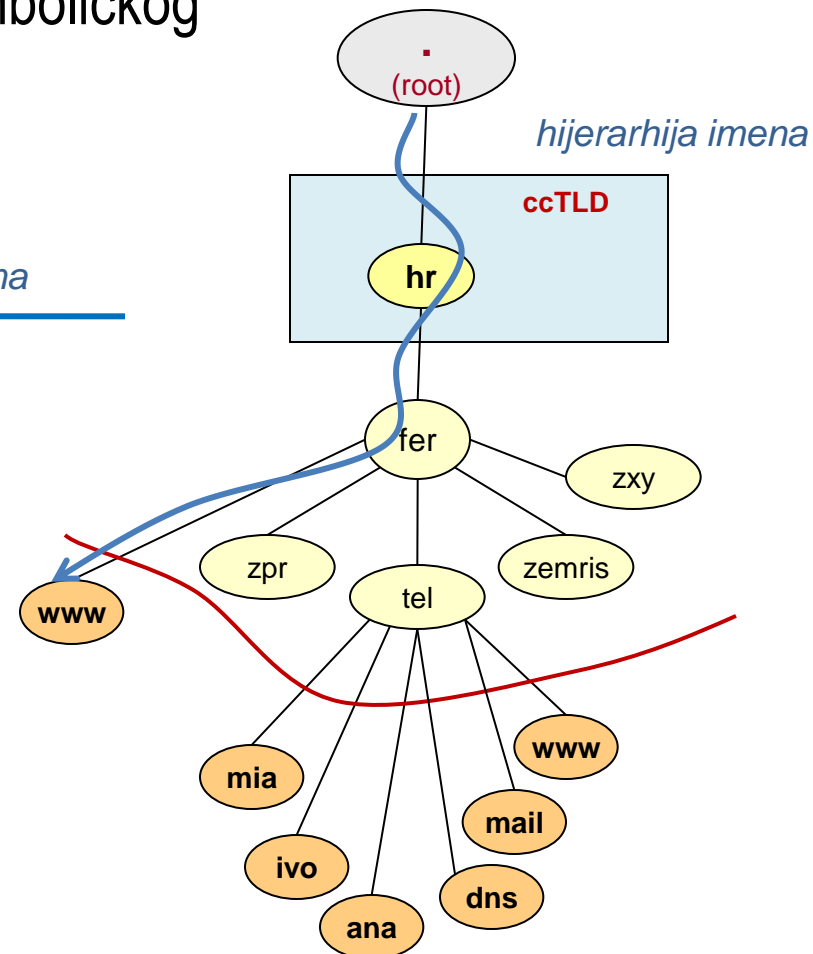 .
(root)
hijerarhija imena
ccTLD
hr
fer
zxy
zpr
zemris
tel
www
www
mia
mail
ivo
dns
ana